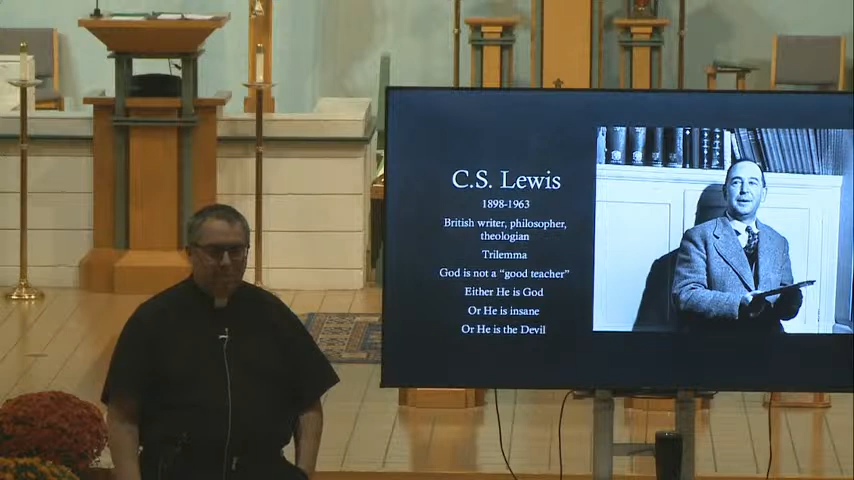 C.S. Lewis
1898-1963
British writer, philosopher,
theologian
Trilemma
God is not a “good teacher”
Either He is God
Or He is insane
Or He is the Devil